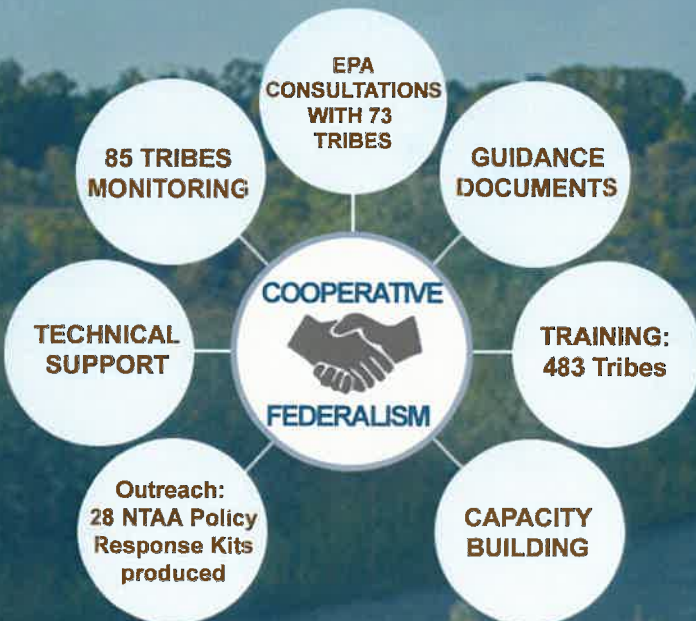 EPA
CONSULTATIONS
WITH 73
TRIBES
85 TRIBES
MONITORING
GUIDANCE
DOCUMENTS
COOPERATIVE
FEDERALISM
TECHNICAL
SUPPORT
TRAINING:
483 Tribes
Outreach:
28 NTAA Policy
Response Kits
produced
CAPACITY
BUILDING